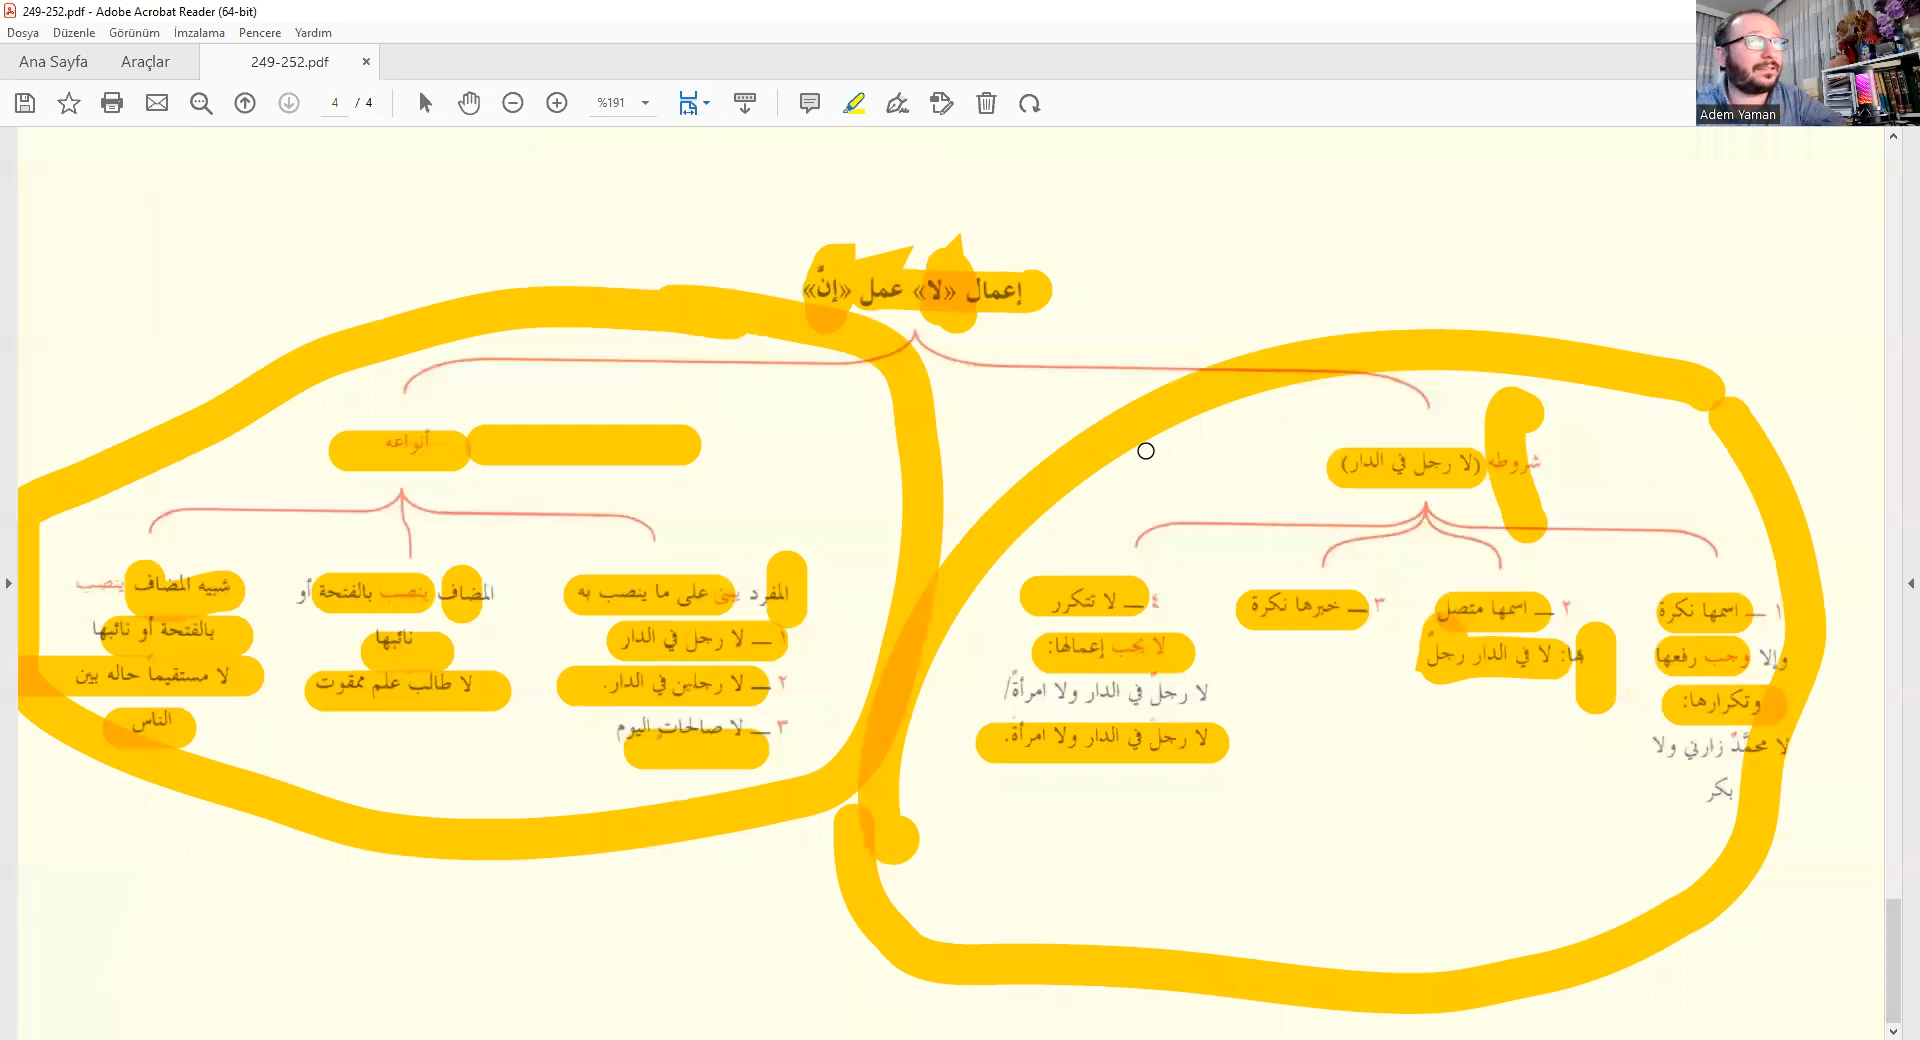 249-252.pdf - Adobe Acrobat Reader (64-bit)
Dosya Düzenle Görünüm İmzalama Pencere Yardım
Ana Sayfa Araçlar 249-252.pdf ×
4 / 4 %191
Adem Yaman
إعمال «لا» عمل «إنَّ»
شروطه (لا رجل في الدار)
١ — اسمها نكرة
وإلا وجب رفعها
وتكرارها:
لا محمَّدٌ زارني ولا
بكر
٢ — اسمها متصل
بها: لا في الدار رجلٌ
٣ — خبرها نكرة
٤ — لا تتكرر
لا يجب إعمالها:
لا رجلٌ في الدار ولا امرأةٌ/
لا رجلَ في الدار ولا امرأةَ.
أنواعه
المفرد يبنى على ما ينصب به
١ — لا رجلَ في الدار
٢ — لا رجلين في الدار.
٣ — لا صالحاتِ اليوم
المضاف ينصب بالفتحة أو
نائبها
لا طالبَ علم ممقوت
شبيه المضاف ينصب
بالفتحة أو نائبها
لا مستقيماً حاله بين
الناس